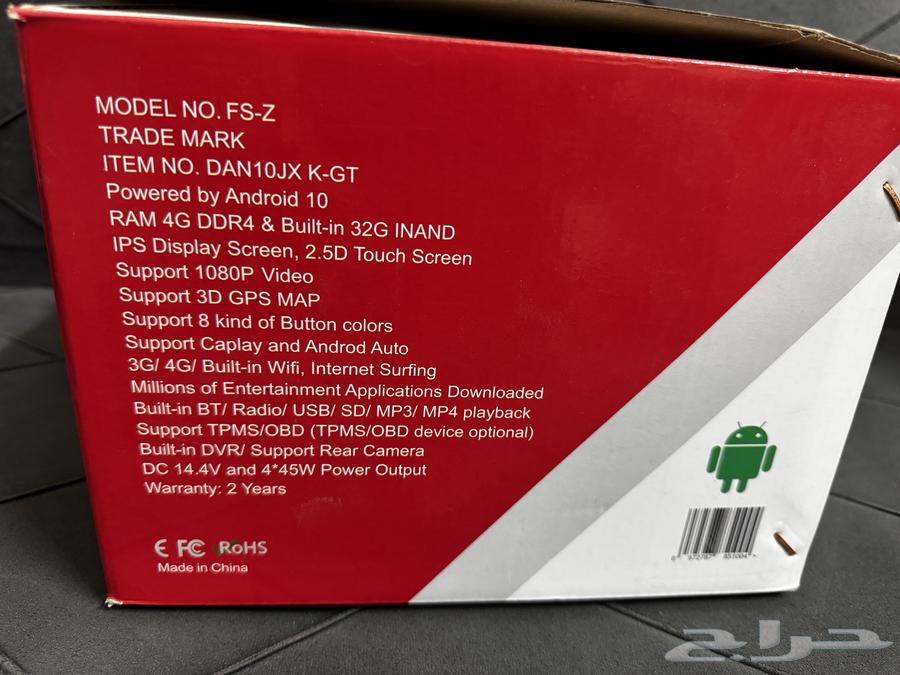 MODEL NO. FS-Z
TRADE MARK
ITEM NO. DAN10JX K-GT
Powered by Android 10
RAM 4G DDR4 & Built-in 32G INAND
IPS Display Screen, 2.5D Touch Screen
Support 1080P Video
Support 3D GPS MAP
Support 8 kind of Button colors
Support Caplay and Androd Auto
3G/ 4G/ Built-in Wifi, Internet Surfing
Millions of Entertainment Applications Downloaded
Built-in BT/ Radio/ USB/ SD/ MP3/ MP4 playback
Support TPMS/OBD (TPMS/OBD device optional)
Built-in DVR/ Support Rear Camera
DC 14.4V and 4*45W Power Output
Warranty: 2 Years
CE FC RoHS
Made in China
حراج